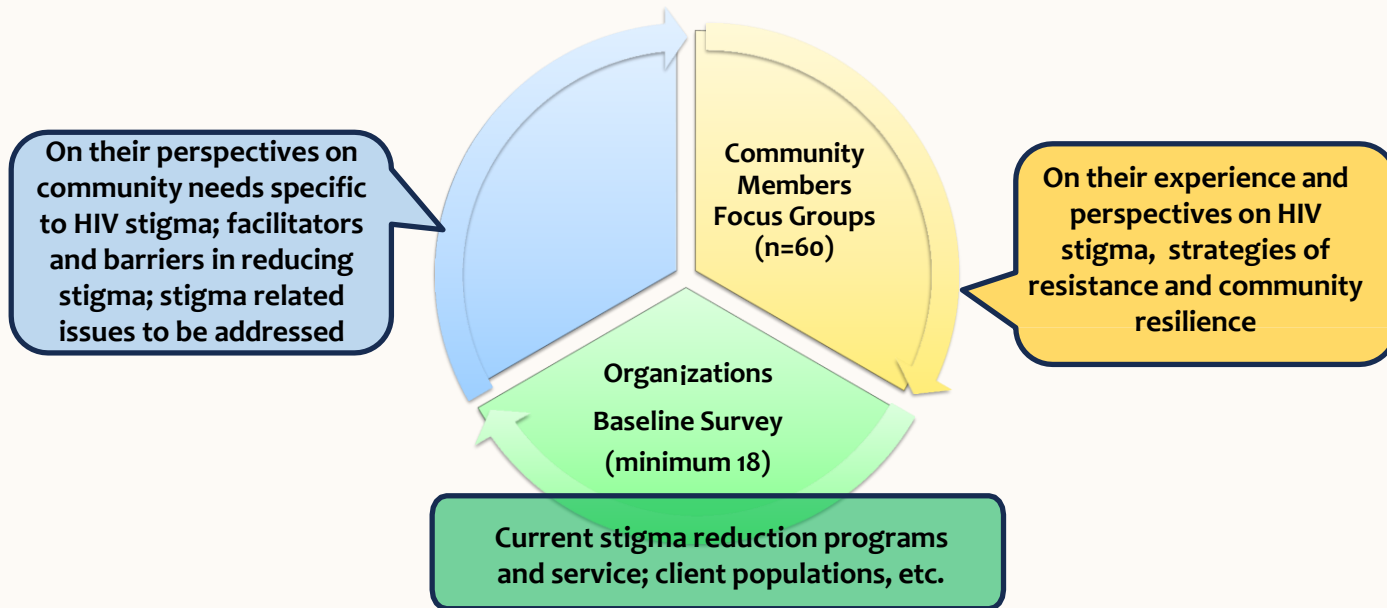 On their perspectives on
community needs specific
to HIV stigma; facilitators
and barriers in reducing
stigma; stigma related
issues to be addressed
Community
Members
Focus Groups
(n=60)
On their experience and
perspectives on HIV
stigma, strategies of
resistance and community
resilience
Organizations
Baseline Survey
(minimum 18)
Current stigma reduction programs
and service; client populations, etc.